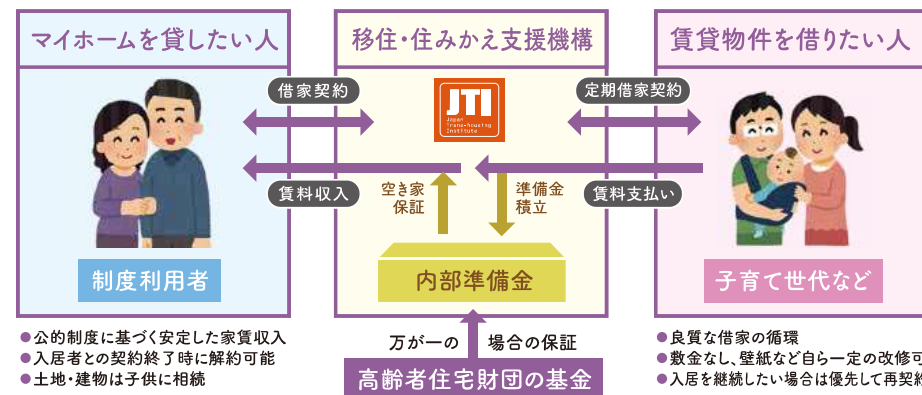 マイホームを貸したい人
移住・住みかえ支援機構
賃貸物件を借りたい人
借家契約
JTI
Japan
Trans-housing
Institute
定期借家契約
賃料収入
空き家
保証
準備金
積立
賃料支払い
制度利用者
内部準備金
子育て世代など
●公的制度に基づく安定した家賃収入
●入居者との契約終了時に解約可能
●土地・建物は子供に相続
万が一の 場合の保証
高齢者住宅財団の基金
●良質な借家の循環
●敷金なし、壁紙など自ら一定の改修可
●入居を継続したい場合は優先して再契約